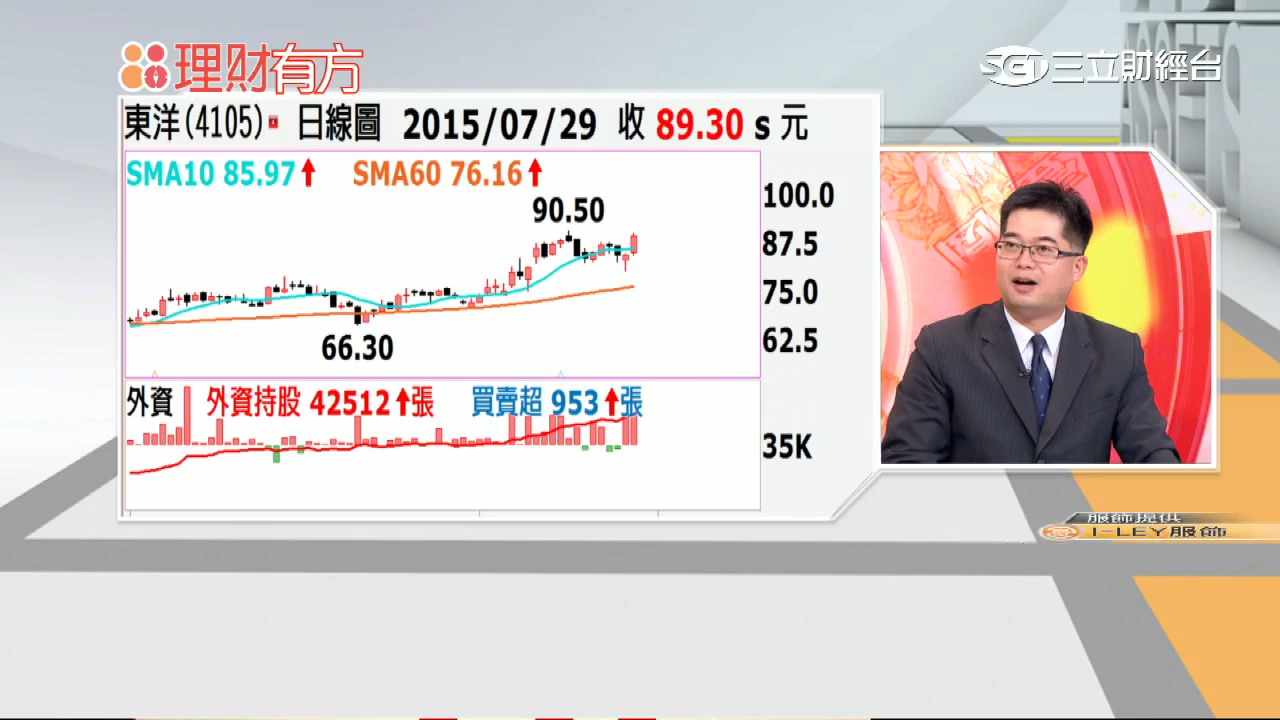 理財有方
SET 三立財經台
東洋(4105) 日線圖 2015/07/29 收 89.30 s 元
SMA10 85.97↑ SMA60 76.16↑
90.50
66.30
100.0
87.5
75.0
62.5
外資 外資持股 42512↑張 買賣超 953↑張
35K
服飾提供
I-LEY服飾